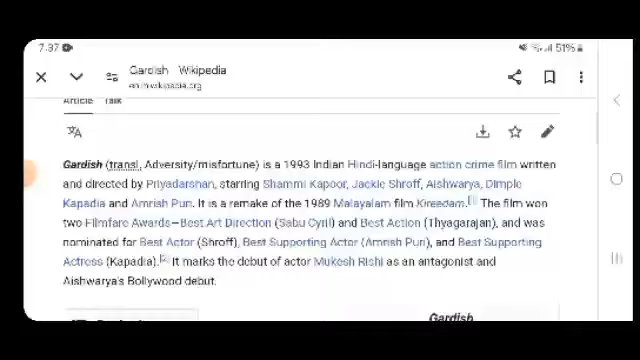 7:37 51%
Gardish Wikipedia
en.m.wikipedia.org
Article Talk
Gardish (transl. Adversity/misfortune) is a 1993 Indian Hindi-language action crime film written
and directed by Priyadarshan, starring Shammi Kapoor, Jackie Shroff, Aishwarya, Dimple
Kapadia and Amrish Puri. It is a remake of the 1989 Malayalam film Kireedam.[1] The film won
two Filmfare Awards—Best Art Direction (Sabu Cyril) and Best Action (Thyagarajan), and was
nominated for Best Actor (Shroff), Best Supporting Actor (Amrish Puri), and Best Supporting
Actress (Kapadia).[2] It marks the debut of actor Mukesh Rishi as an antagonist and
Aishwarya's Bollywood debut.
Gardish